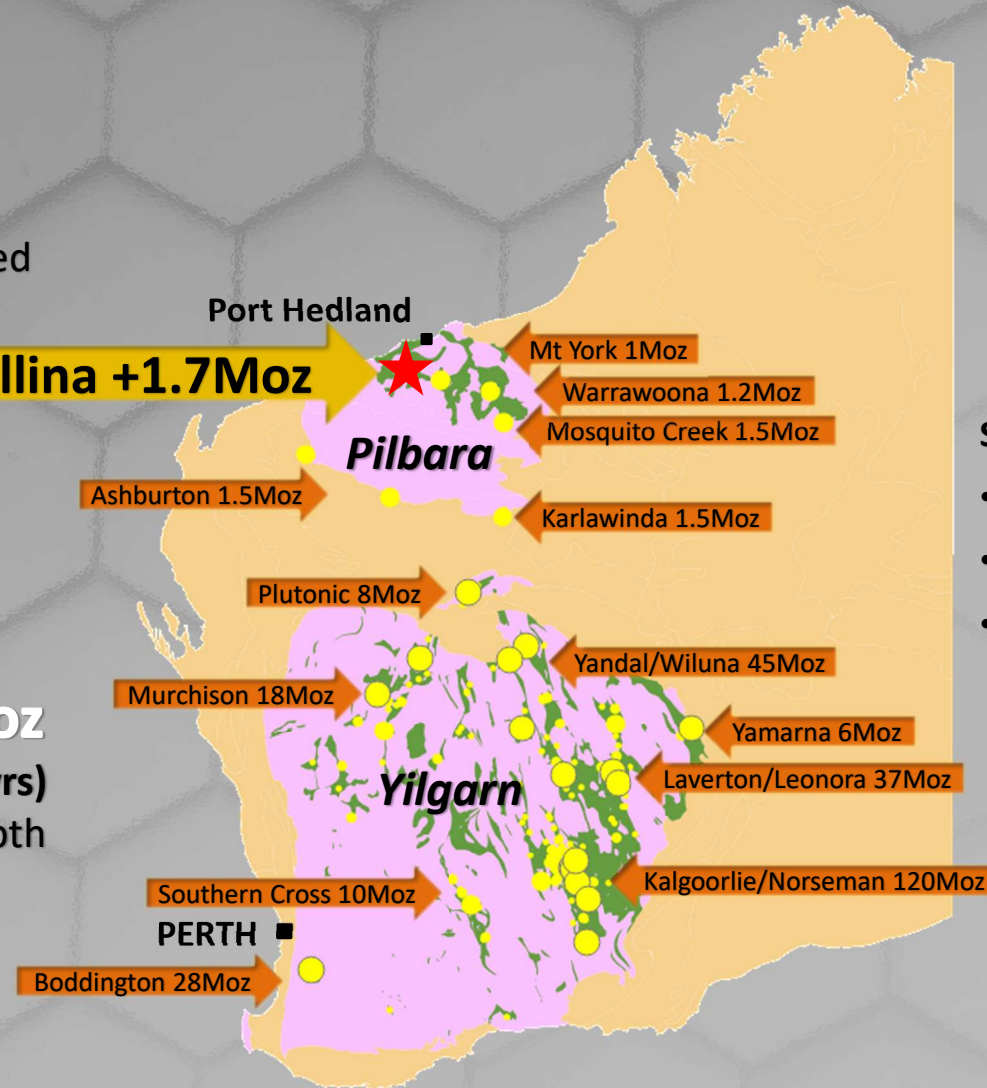 ed
Port Hedland
llina +1.7Moz
Mt York 1Moz
Warrawoona 1.2Moz
Mosquito Creek 1.5Moz
Pilbara
S
•
Ashburton 1.5Moz
Karlawinda 1.5Moz
•
Plutonic 8Moz
•
Yandal/Wiluna 45Moz
Murchison 18Moz
oz
Yamarna 6Moz
yrs)
Yilgarn
Laverton/Leonora 37Moz
pth
Southern Cross 10Moz
Kalgoorlie/Norseman 120Moz
PERTH
Boddington 28Moz